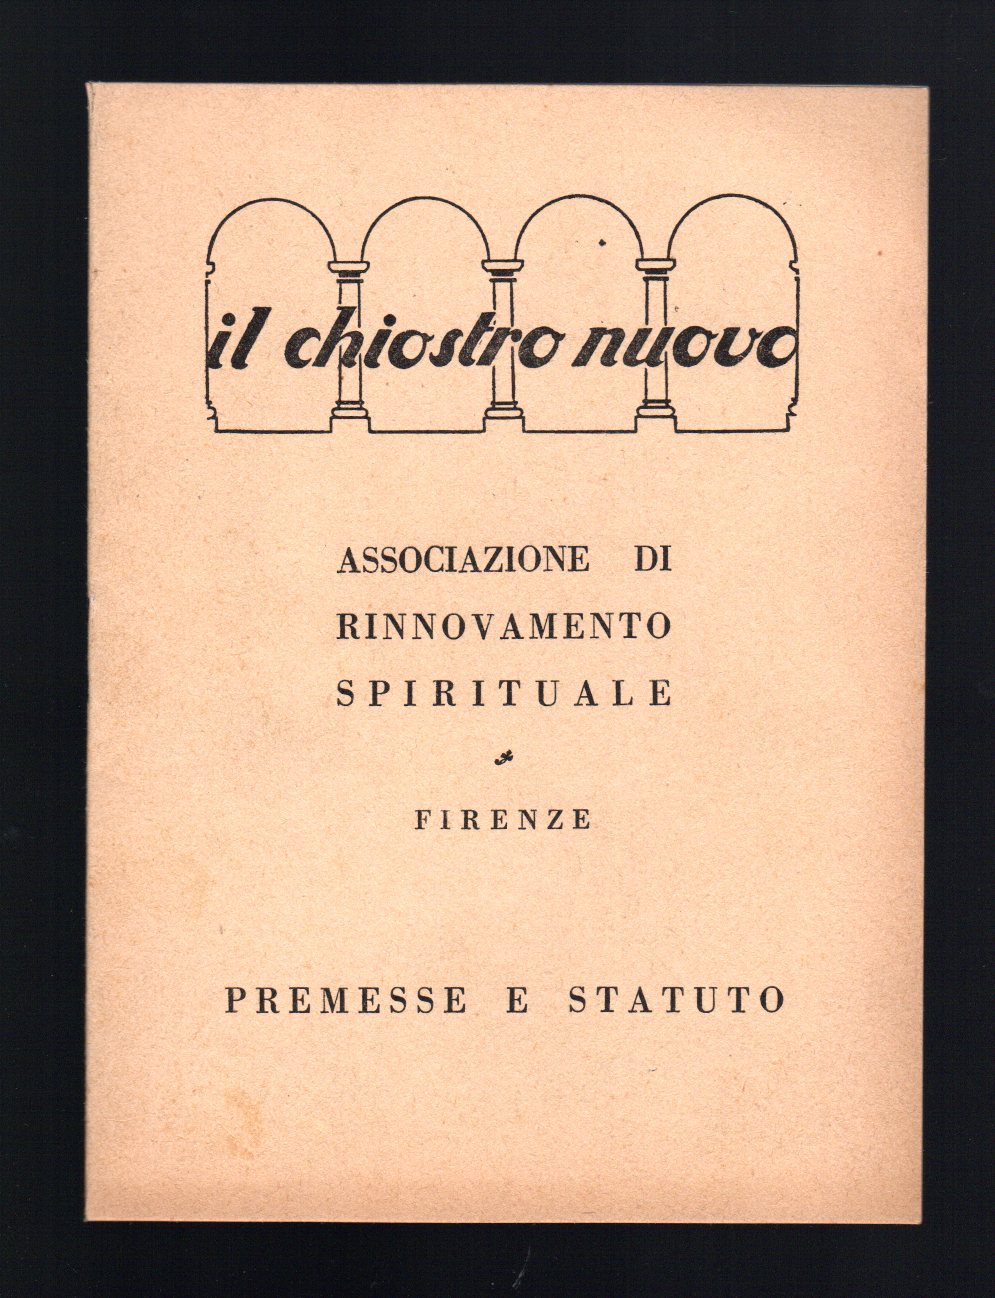 il chiostro nuovo
ASSOCIAZIONE DI
RINNOVAMENTO
SPIRITUALE
FIRENZE
PREMESSE E STATUTO